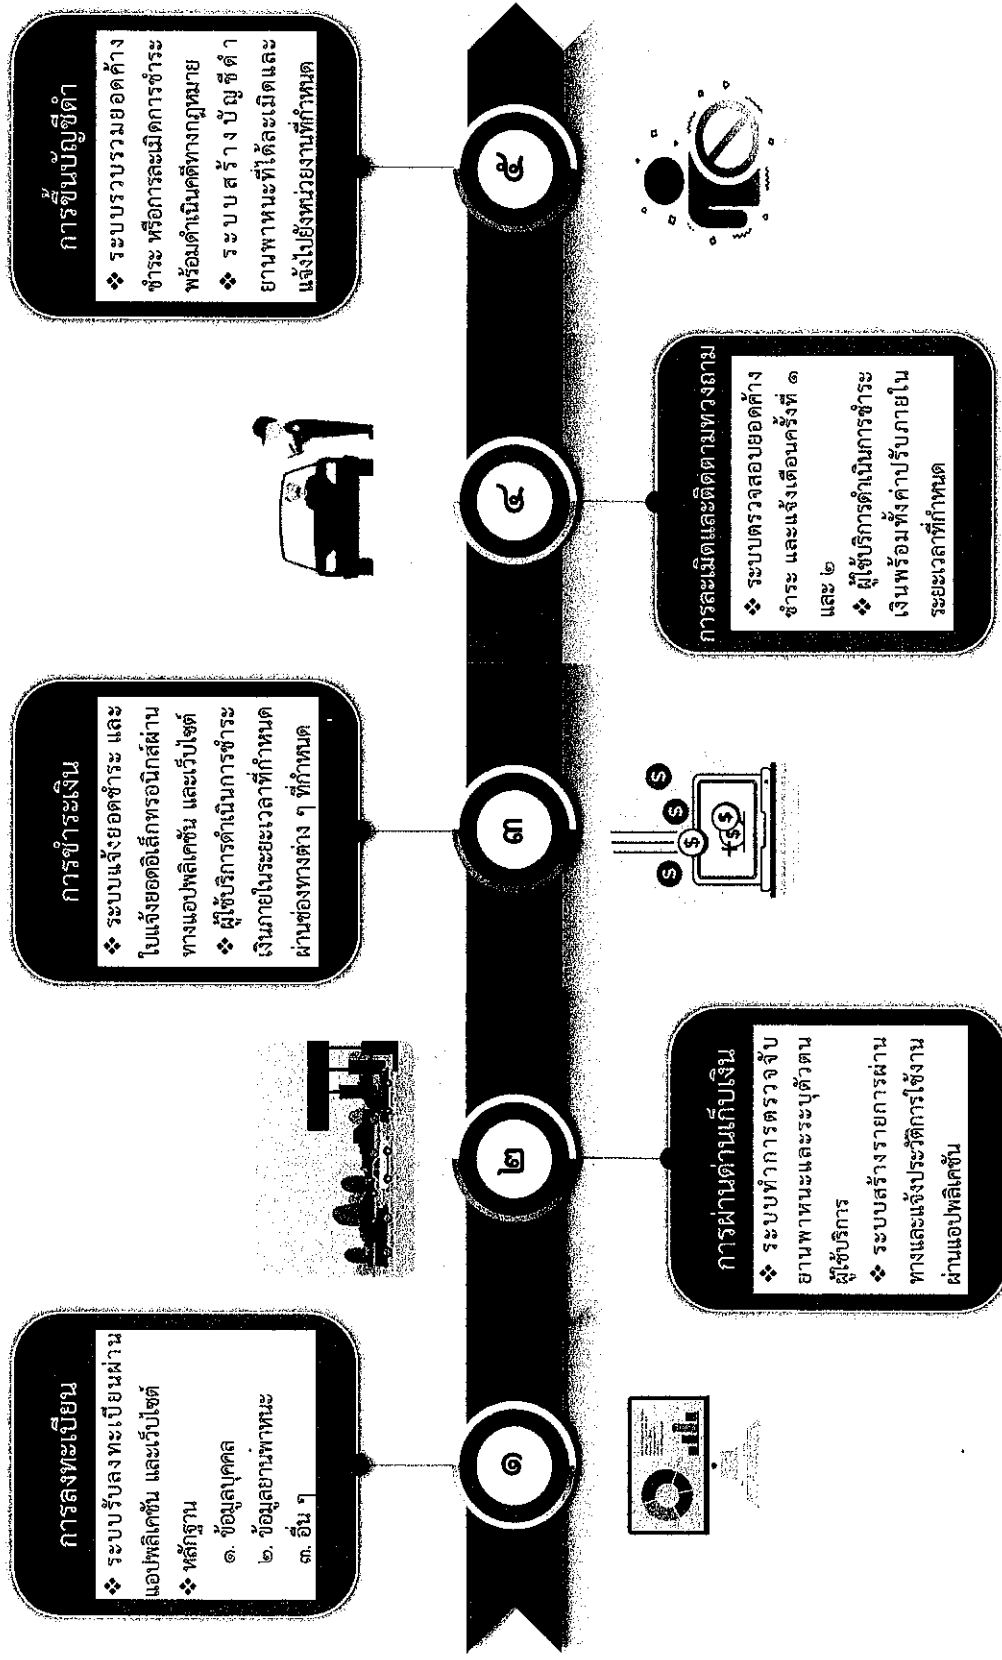 การลงทะเบียน
❖ ระบบรับลงทะเบียนผ่าน
แอปพลิเคชัน และเว็บไซต์
❖ หลักฐาน
๑. ข้อมูลบุคคล
๒. ข้อมูลยานพาหนะ
๓. อื่น ๆ
๑
๒
การผ่านด่านเก็บเงิน
❖ ระบบทำการตรวจจับ
ยานพาหนะและระบุตัวตน
ผู้ใช้บริการ
❖ ระบบสร้างรายการผ่าน
ทางและแจ้งประวัติการใช้งาน
ผ่านแอปพลิเคชัน
การชำระเงิน
❖ ระบบแจ้งยอดชำระ และ
ใบแจ้งยอดอิเล็กทรอนิกส์ผ่าน
ทางแอปพลิเคชัน และเว็บไซต์
❖ ผู้ใช้บริการดำเนินการชำระ
เงินภายในระยะเวลาที่กำหนด
ผ่านช่องทางต่าง ๆ ที่กำหนด
๓
$ $ $ $
$ $
๔
การละเมิดและติดตามทวงถาม
❖ ระบบตรวจสอบยอดค้าง
ชำระ และแจ้งเตือนครั้งที่ ๑
และ ๒
❖ ผู้ใช้บริการดำเนินการชำระ
เงินพร้อมทั้งค่าปรับภายใน
ระยะเวลาที่กำหนด
การขึ้นบัญชีดำ
❖ ระบบรวบรวมยอดค้าง
ชำระ หรือการละเมิดการชำระ
พร้อมดำเนินคดีทางกฎหมาย
❖ ระบบสร้างบัญชีดำ
ยานพาหนะที่ได้ละเมิดและ
แจ้งไปยังหน่วยงานที่กำหนด
๕